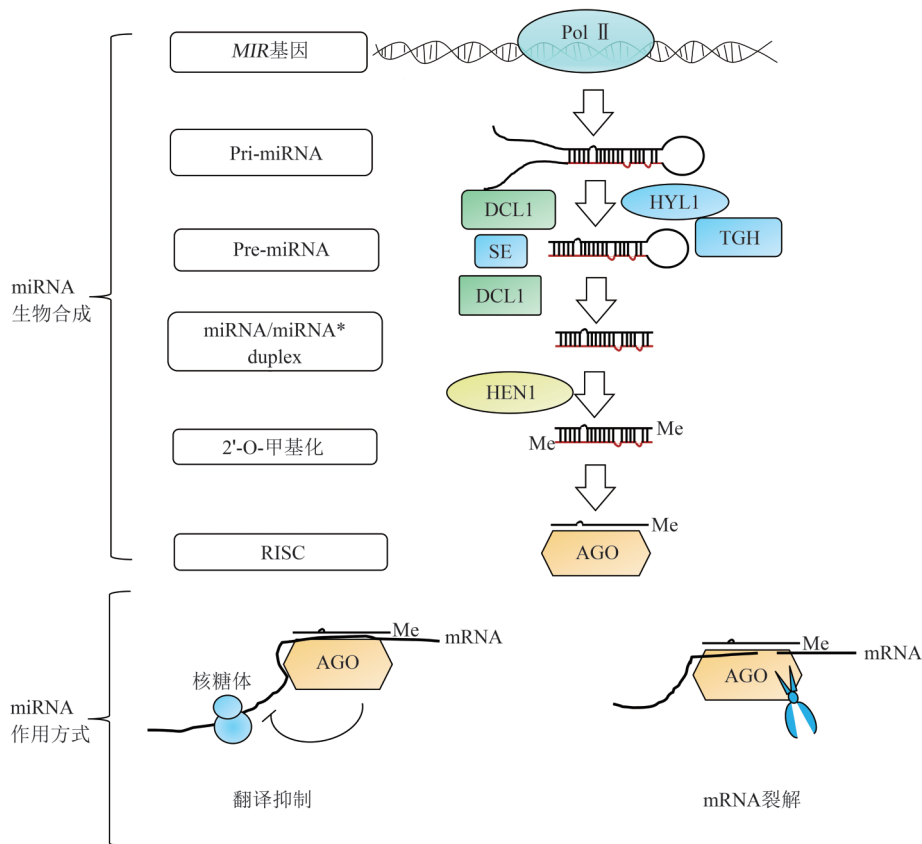 MIR基因
Pol Ⅱ
Pri-miRNA
DCL1
HYL1
TGH
Pre-miRNA
SE
DCL1
miRNA
生物合成
miRNA/miRNA*
duplex
HEN1
2'-O-甲基化
Me
Me
RISC
Me
AGO
miRNA
作用方式
Me
mRNA
AGO
核糖体
翻译抑制
Me
mRNA
AGO
mRNA裂解